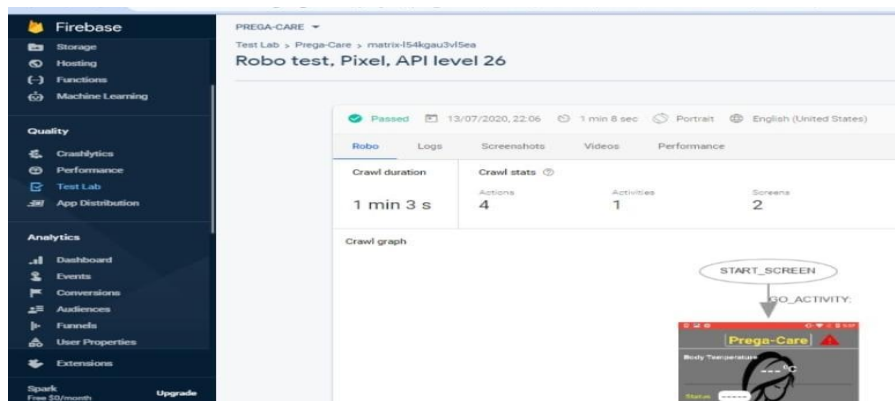 Firebase
Storage
Hosting
Functions
Machine Learning
Quality
Crashlytics
Performance
Test Lab
App Distribution
Analytics
Dashboard
Events
Conversions
Audiences
Funnels
User Properties
Extensions
Spark
Free $0/month
Upgrade
PREGA-CARE
Test Lab > Prega-Care > matrix-l54kgau3vl5ea
Robo test, Pixel, API level 26
Passed 13/07/2020, 22:06 1 min 8 sec Portrait English (United States)
Robo Logs Screenshots Videos Performance
Crawl duration Crawl stats
Actions Activities Screens
1 min 3 s 4 1 2
Crawl graph
START_SCREEN
GO_ACTIVITY:
Prega-Care
Body Temperature
---°C
Status -----